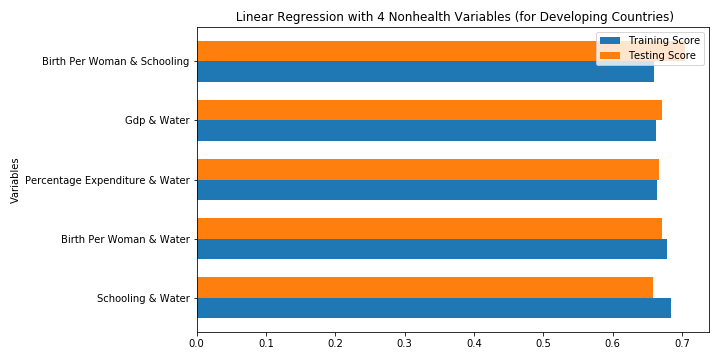 Linear Regression with 4 Nonhealth Variables (for Developing Countries)
Training Score
Testing Score
Birth Per Woman & Schooling
Gdp & Water
Percentage Expenditure & Water
Birth Per Woman & Water
Schooling & Water
Variables
0.0 0.1 0.2 0.3 0.4 0.5 0.6 0.7